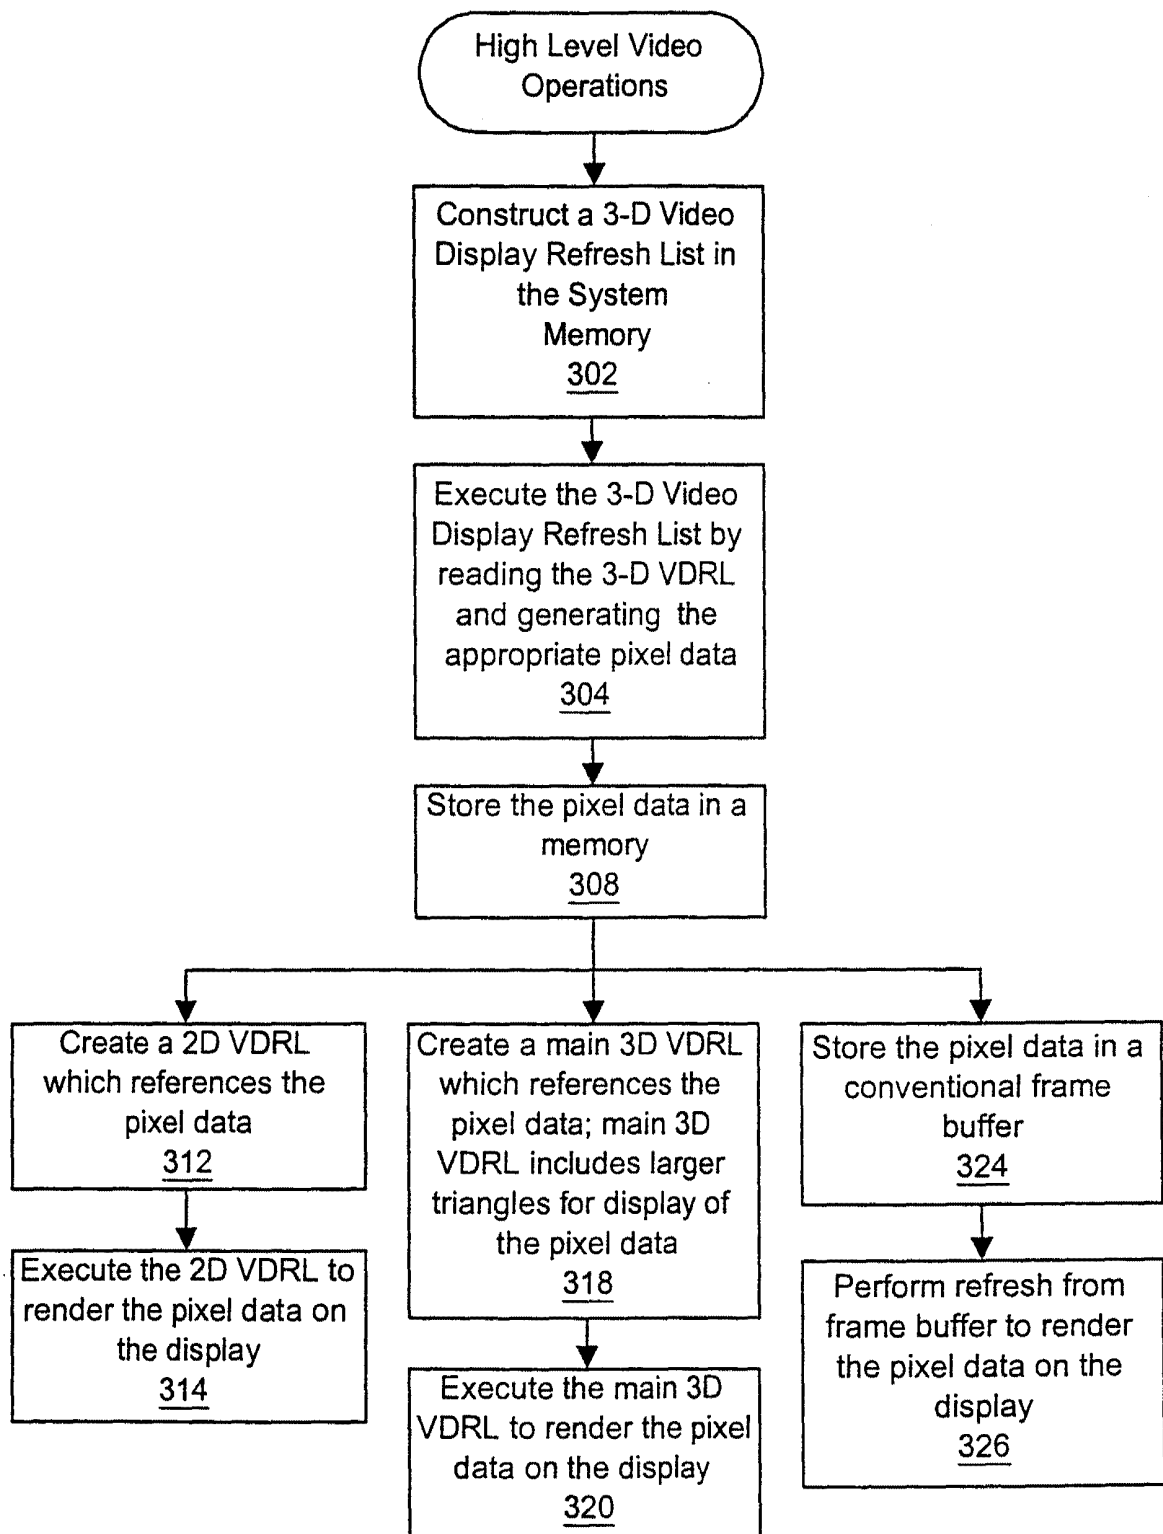 High Level Video
Operations
Construct a 3-D Video
Display Refresh List in
the System
Memory
302
Execute the 3-D Video
Display Refresh List by
reading the 3-D VDRL
and generating the
appropriate pixel data
304
Store the pixel data in a
memory
308
Create a 2D VDRL
which references the
pixel data
312
Execute the 2D VDRL to
render the pixel data on
the display
314
Create a main 3D VDRL
which references the
pixel data; main 3D
VDRL includes larger
triangles for display of
the pixel data
318
Execute the main 3D
VDRL to render the pixel
data on the display
320
Store the pixel data in a
conventional frame
buffer
324
Perform refresh from
frame buffer to render
the pixel data on the
display
326